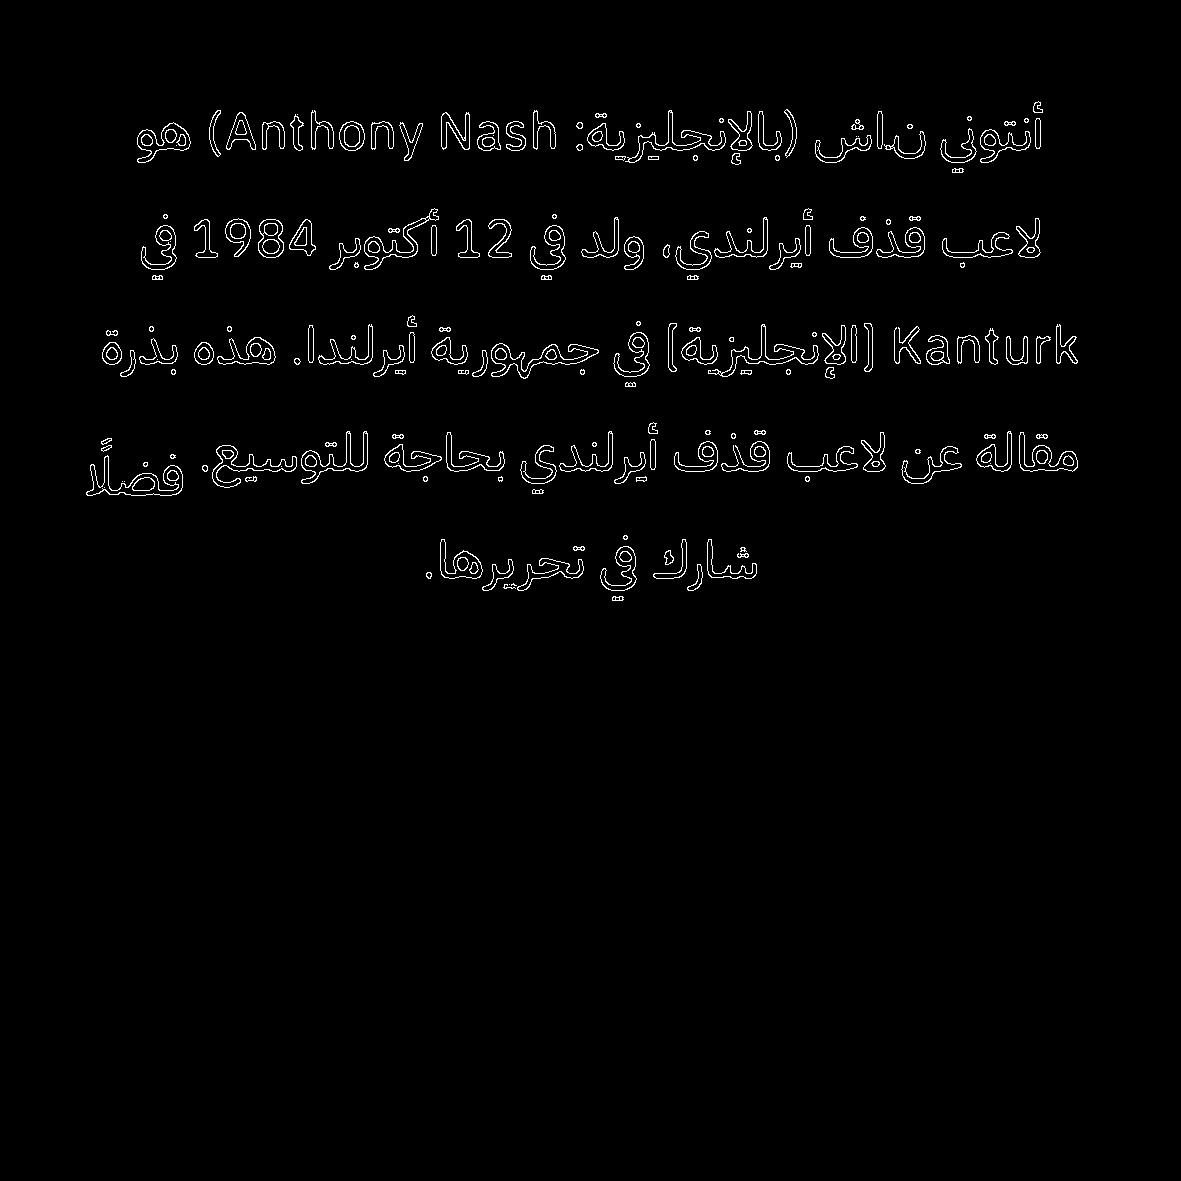 أنتوني ن.اش (بالإنجليزية: Anthony Nash) هو
لاعب قذف أيرلندي، ولد في 12 أكتوبر 1984 في
Kanturk [الإنجليزية] في جمهورية أيرلندا. هذه بذرة
مقالة عن لاعب قذف أيرلندي بحاجة للتوسيع. فضلًا
شارك في تحريرها.